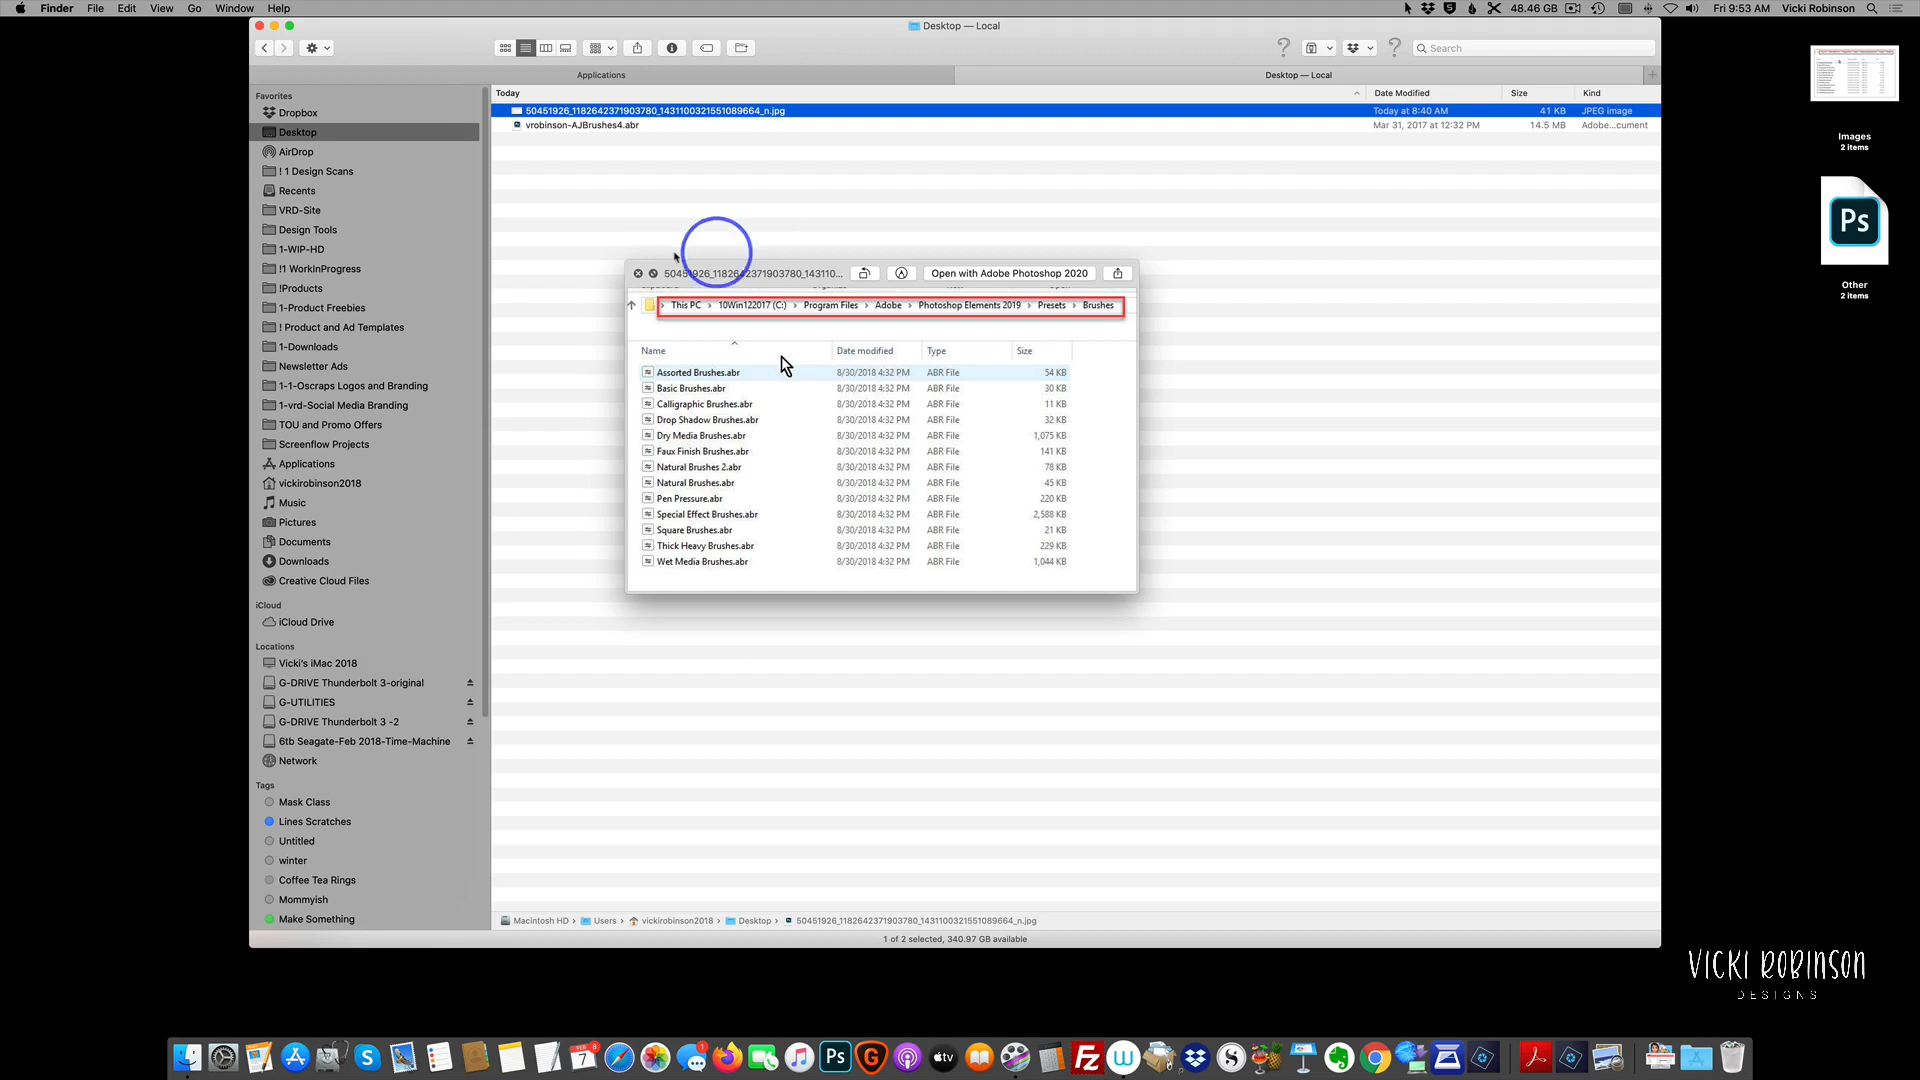 Finder File Edit View Go Window Help 48.46 GB Fri 9:53 AM Vicki Robinson
Desktop — Local
Search
Applications Desktop — Local
Favorites
Dropbox
Desktop
AirDrop
! 1 Design Scans
Recents
VRD-Site
Design Tools
1-WIP-HD
!1 WorkInProgress
!Products
1-Product Freebies
! Product and Ad Templates
1-Downloads
Newsletter Ads
1-1-Oscraps Logos and Branding
1-vrd-Social Media Branding
TOU and Promo Offers
Screenflow Projects
Applications
vickirobinson2018
Music
Pictures
Documents
Downloads
Creative Cloud Files
iCloud
iCloud Drive
Locations
Vicki's iMac 2018
G-DRIVE Thunderbolt 3-original
G-UTILITIES
G-DRIVE Thunderbolt 3 -2
6tb Seagate-Feb 2018-Time-Machine
Network
Tags
Mask Class
Lines Scratches
Untitled
winter
Coffee Tea Rings
Mommyish
Make Something
Today Date Modified Size Kind
50451926_1182642371903780_1431100321551089664_n.jpg Today at 8:40 AM 41 KB JPEG image
vrobinson-AJBrushes4.abr Mar 31, 2017 at 12:32 PM 14.5 MB Adobe...cument
50451926_1182642371903780_143110... Open with Adobe Photoshop 2020
This PC > 10Win122017 (C:) > Program Files > Adobe > Photoshop Elements 2019 > Presets > Brushes
Name Date modified Type Size
Assorted Brushes.abr 8/30/2018 4:32 PM ABR File 54 KB
Basic Brushes.abr 8/30/2018 4:32 PM ABR File 30 KB
Calligraphic Brushes.abr 8/30/2018 4:32 PM ABR File 11 KB
Drop Shadow Brushes.abr 8/30/2018 4:32 PM ABR File 32 KB
Dry Media Brushes.abr 8/30/2018 4:32 PM ABR File 1,075 KB
Faux Finish Brushes.abr 8/30/2018 4:32 PM ABR File 141 KB
Natural Brushes 2.abr 8/30/2018 4:32 PM ABR File 78 KB
Natural Brushes.abr 8/30/2018 4:32 PM ABR File 45 KB
Pen Pressure.abr 8/30/2018 4:32 PM ABR File 220 KB
Special Effect Brushes.abr 8/30/2018 4:32 PM ABR File 2,588 KB
Square Brushes.abr 8/30/2018 4:32 PM ABR File 21 KB
Thick Heavy Brushes.abr 8/30/2018 4:32 PM ABR File 229 KB
Wet Media Brushes.abr 8/30/2018 4:32 PM ABR File 1,044 KB
Macintosh HD > Users > vickirobinson2018 > Desktop > 50451926_1182642371903780_1431100321551089664_n.jpg
1 of 2 selected, 340.97 GB available
Images
2 items
Ps
Other
2 items
VICKI ROBINSON
DESIGNS
FEB 8
7
1
Ps
tv
Fz